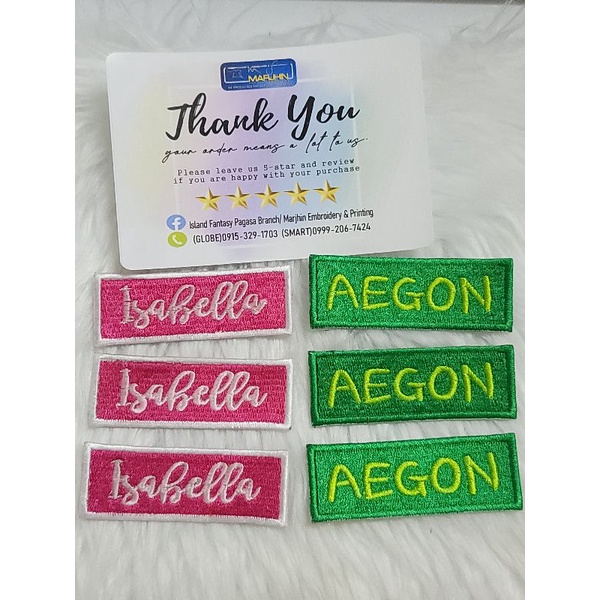 MARJHIN
Thank You
your order means a lot to us.
Please leave us 5-star and review
if you are happy with your purchase
Island Fantasy Pagasa Branch/ Marjhin Embroidery & Printing
(GLOBE)0915-329-1703 (SMART)0999-206-7424
Isabella AEGON
Isabella AEGON
Isabella AEGON